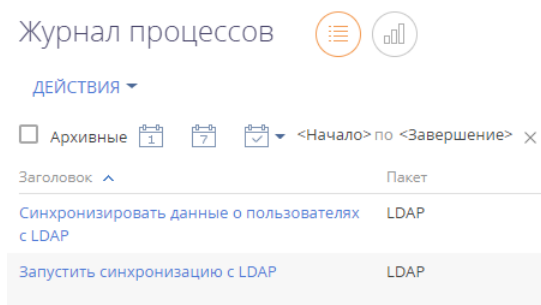 Журнал процессов
ДЕЙСТВИЯ
Архивные 1 7 <Начало> по <Завершение>
Заголовок Пакет
Синхронизировать данные о пользователях LDAP
с LDAP
Запустить синхронизацию с LDAP LDAP